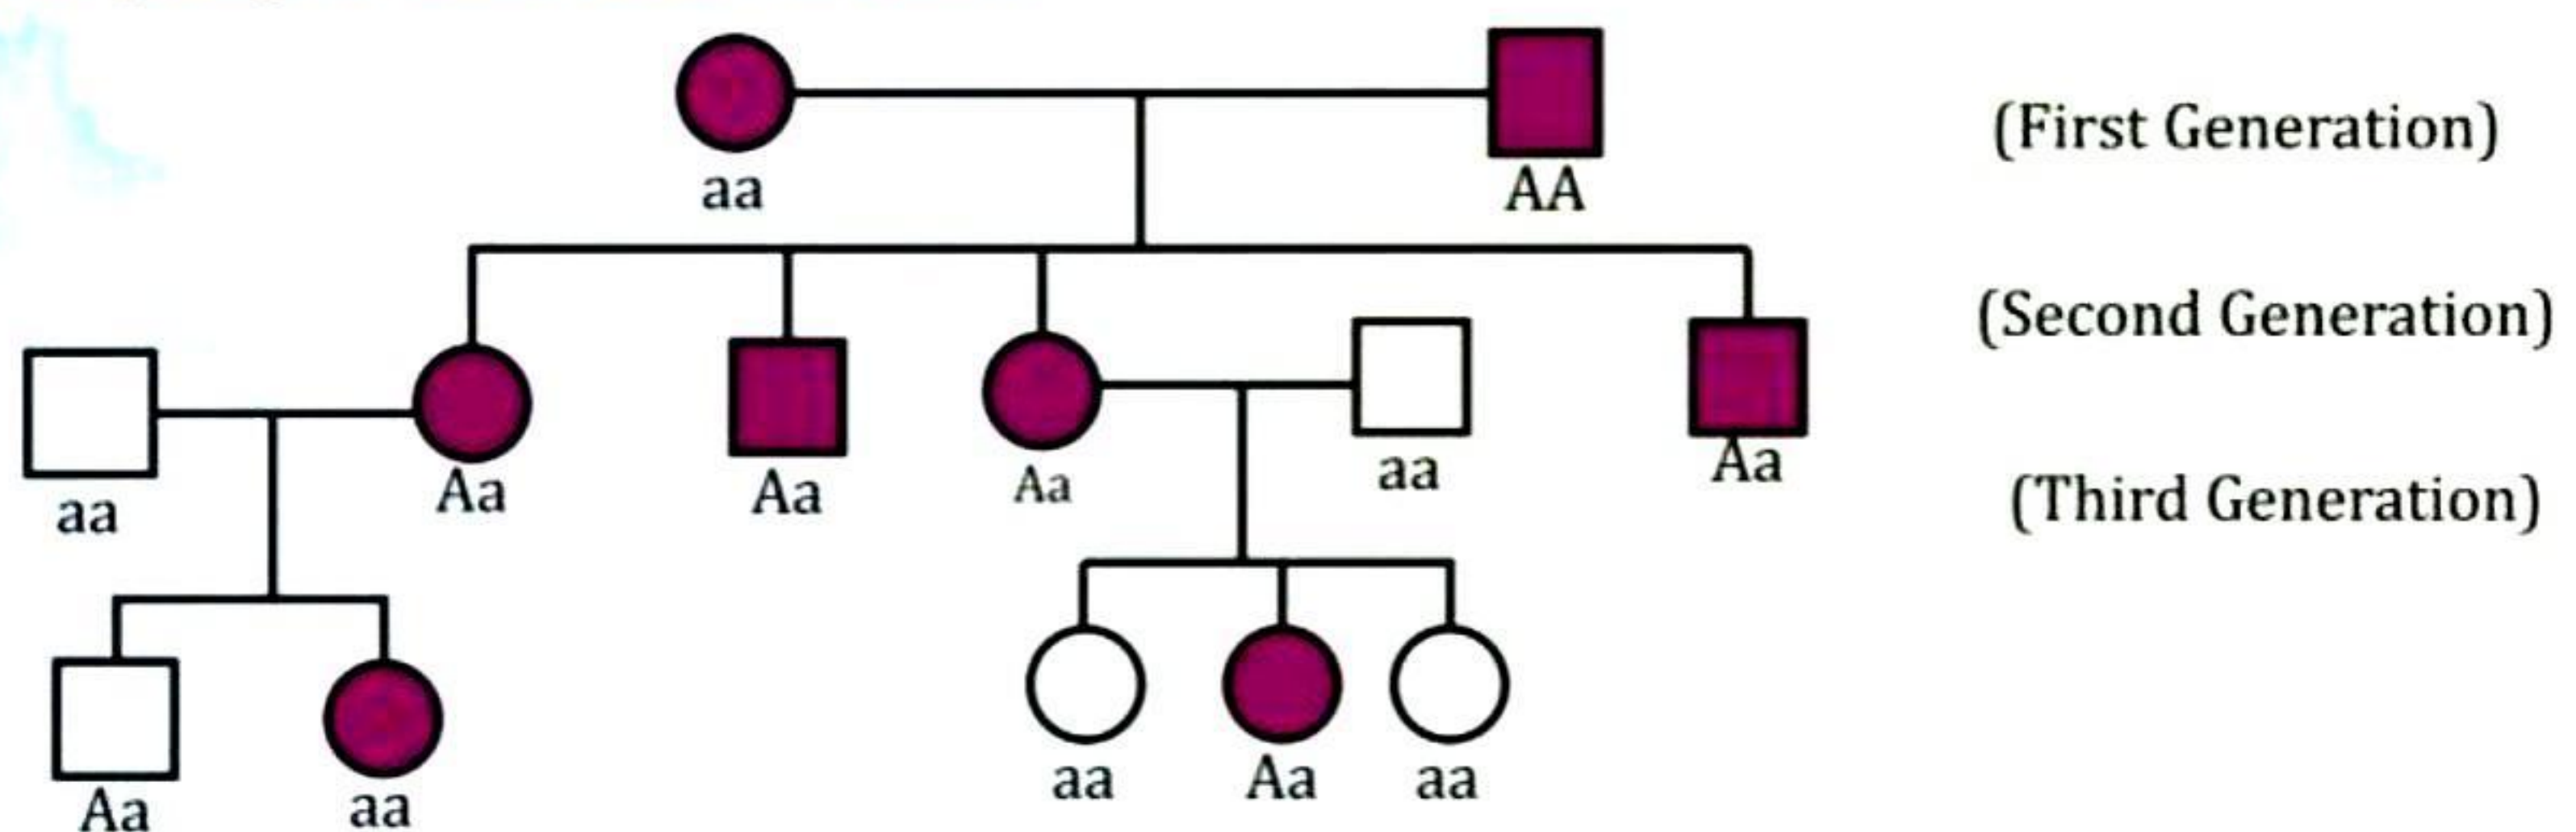 (First Generation)
aa AA
(Second Generation)
aa Aa Aa Aa aa Aa
(Third Generation)
Aa aa aa Aa aa